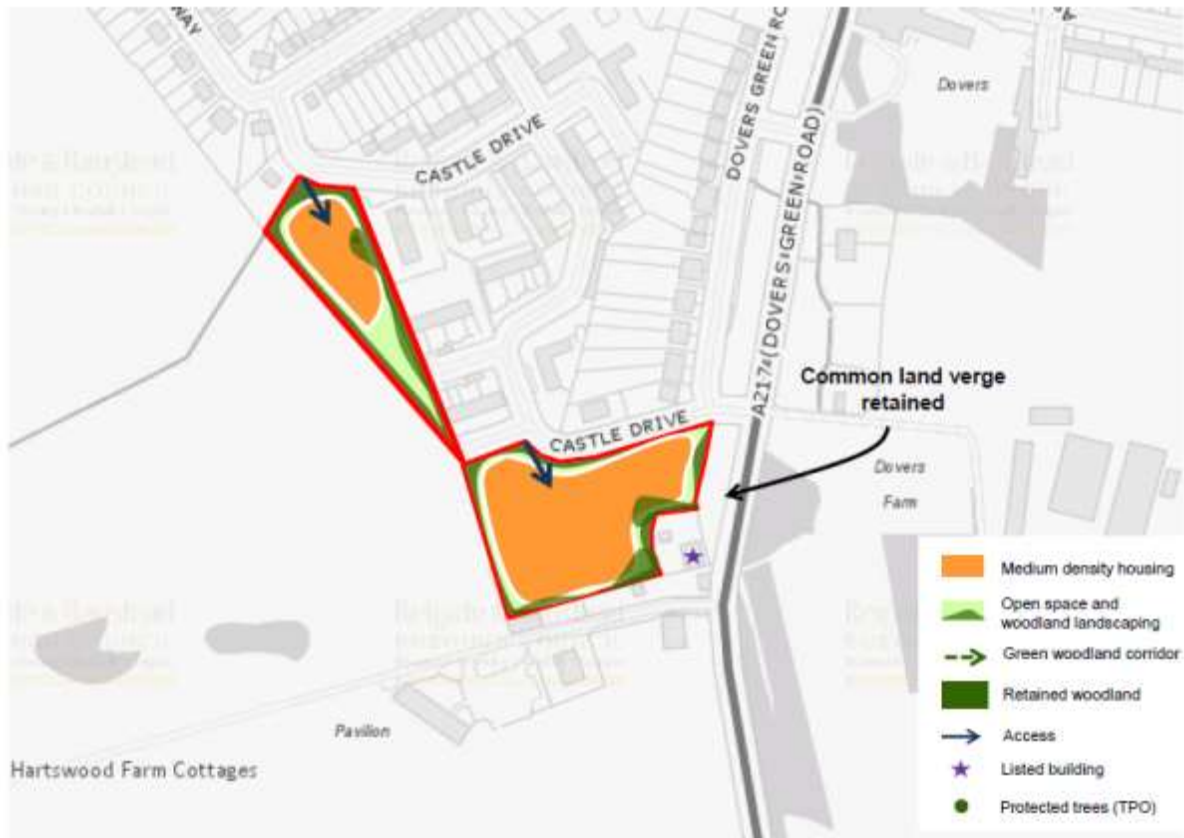 WAY
CASTLE DRIVE
DOVERS GREEN RO
A217 (DOVERS GREEN ROAD)
Dovers
Common land verge
retained
CASTLE DRIVE
Dovers
Farm
Pavilion
Hartswood Farm Cottages
Medium density housing
Open space and
woodland landscaping
Green woodland corridor
Retained woodland
Access
Listed building
Protected trees (TPO)